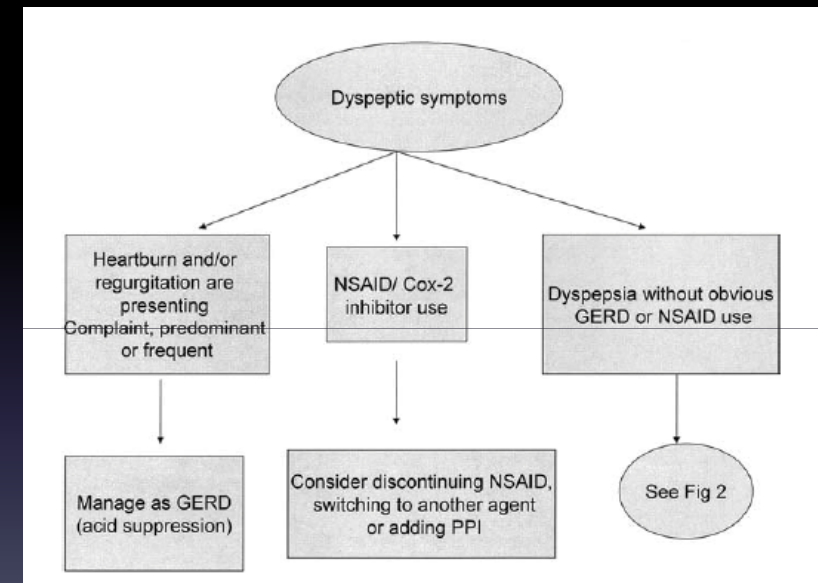 Dyspeptic symptoms
Heartburn and/or
regurgitation are
presenting
Complaint, predominant
or frequent
NSAID/ Cox-2
inhibitor use
Dyspepsia without obvious
GERD or NSAID use
Manage as GERD
(acid suppression)
Consider discontinuing NSAID,
switching to another agent
or adding PPI
See Fig 2